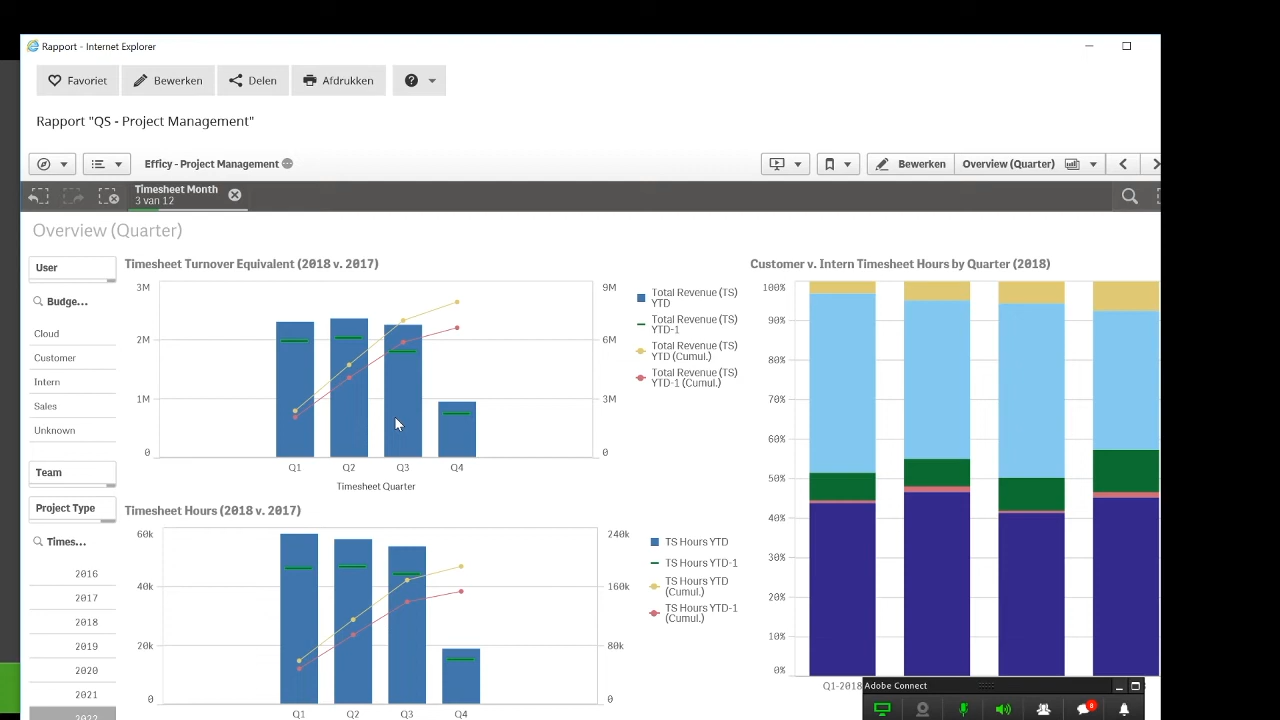 Rapport - Internet Explorer
Favoriet
Bewerken
Delen
Afdrukken
Rapport "QS - Project Management"
Efficy - Project Management
Bewerken
Overview (Quarter)
Timesheet Month
3 van 12
Overview (Quarter)
User
Budge...
Cloud
Customer
Intern
Sales
Unknown
Team
Project Type
Times...
2016
2017
2018
2019
2020
2021
2022
Timesheet Turnover Equivalent (2018 v. 2017)
3M
2M
1M
0
9M
6M
3M
0
Q1
Q2
Q3
Q4
Timesheet Quarter
Total Revenue (TS)
YTD
Total Revenue (TS)
YTD-1
Total Revenue (TS)
YTD (Cumul.)
Total Revenue (TS)
YTD-1 (Cumul.)
Timesheet Hours (2018 v. 2017)
60k
40k
20k
0
240k
160k
80k
0
Q1
Q2
Q3
Q4
TS Hours YTD
TS Hours YTD-1
TS Hours YTD
(Cumul.)
TS Hours YTD-1
(Cumul.)
Customer v. Intern Timesheet Hours by Quarter (2018)
100%
90%
80%
70%
60%
50%
40%
30%
20%
10%
0%
Q1-2018
Adobe Connect
8